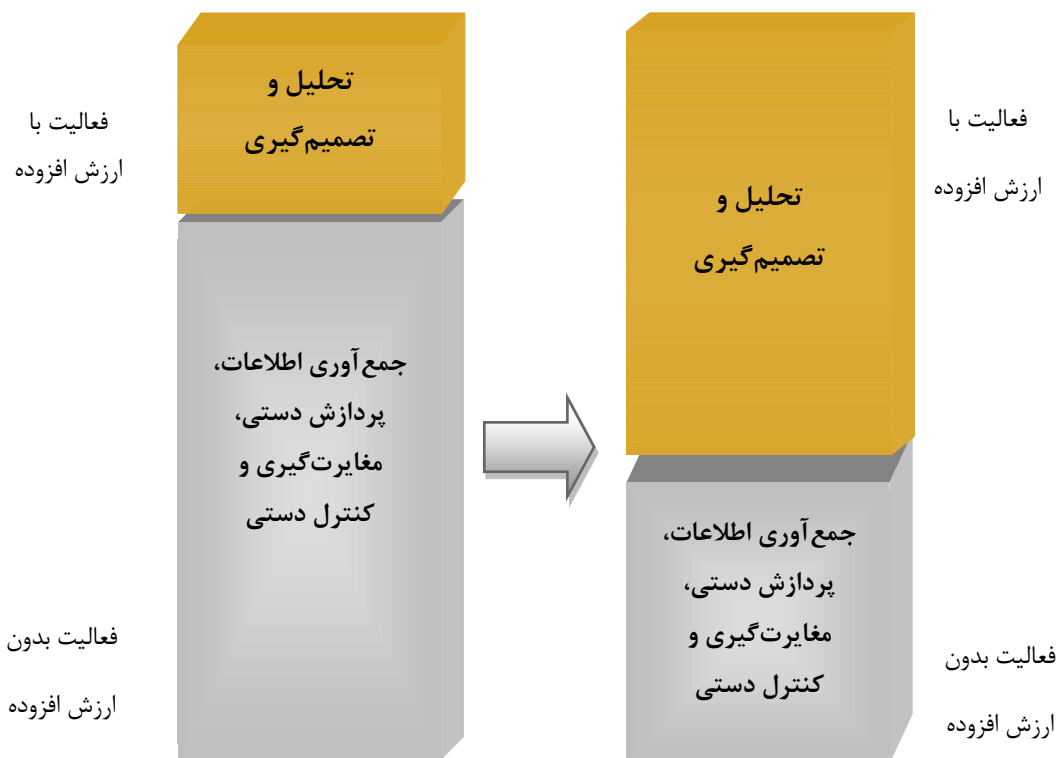 تحلیل و
تصمیم‌گیری
فعالیت با
ارزش افزوده
جمع‌آوری اطلاعات،
پردازش دستی،
مغایرت‌گیری و
کنترل دستی
فعالیت بدون
ارزش افزوده
فعالیت با
ارزش افزوده
تحلیل و
تصمیم‌گیری
جمع‌آوری اطلاعات،
پردازش دستی،
مغایرت‌گیری و
کنترل دستی
فعالیت بدون
ارزش افزوده